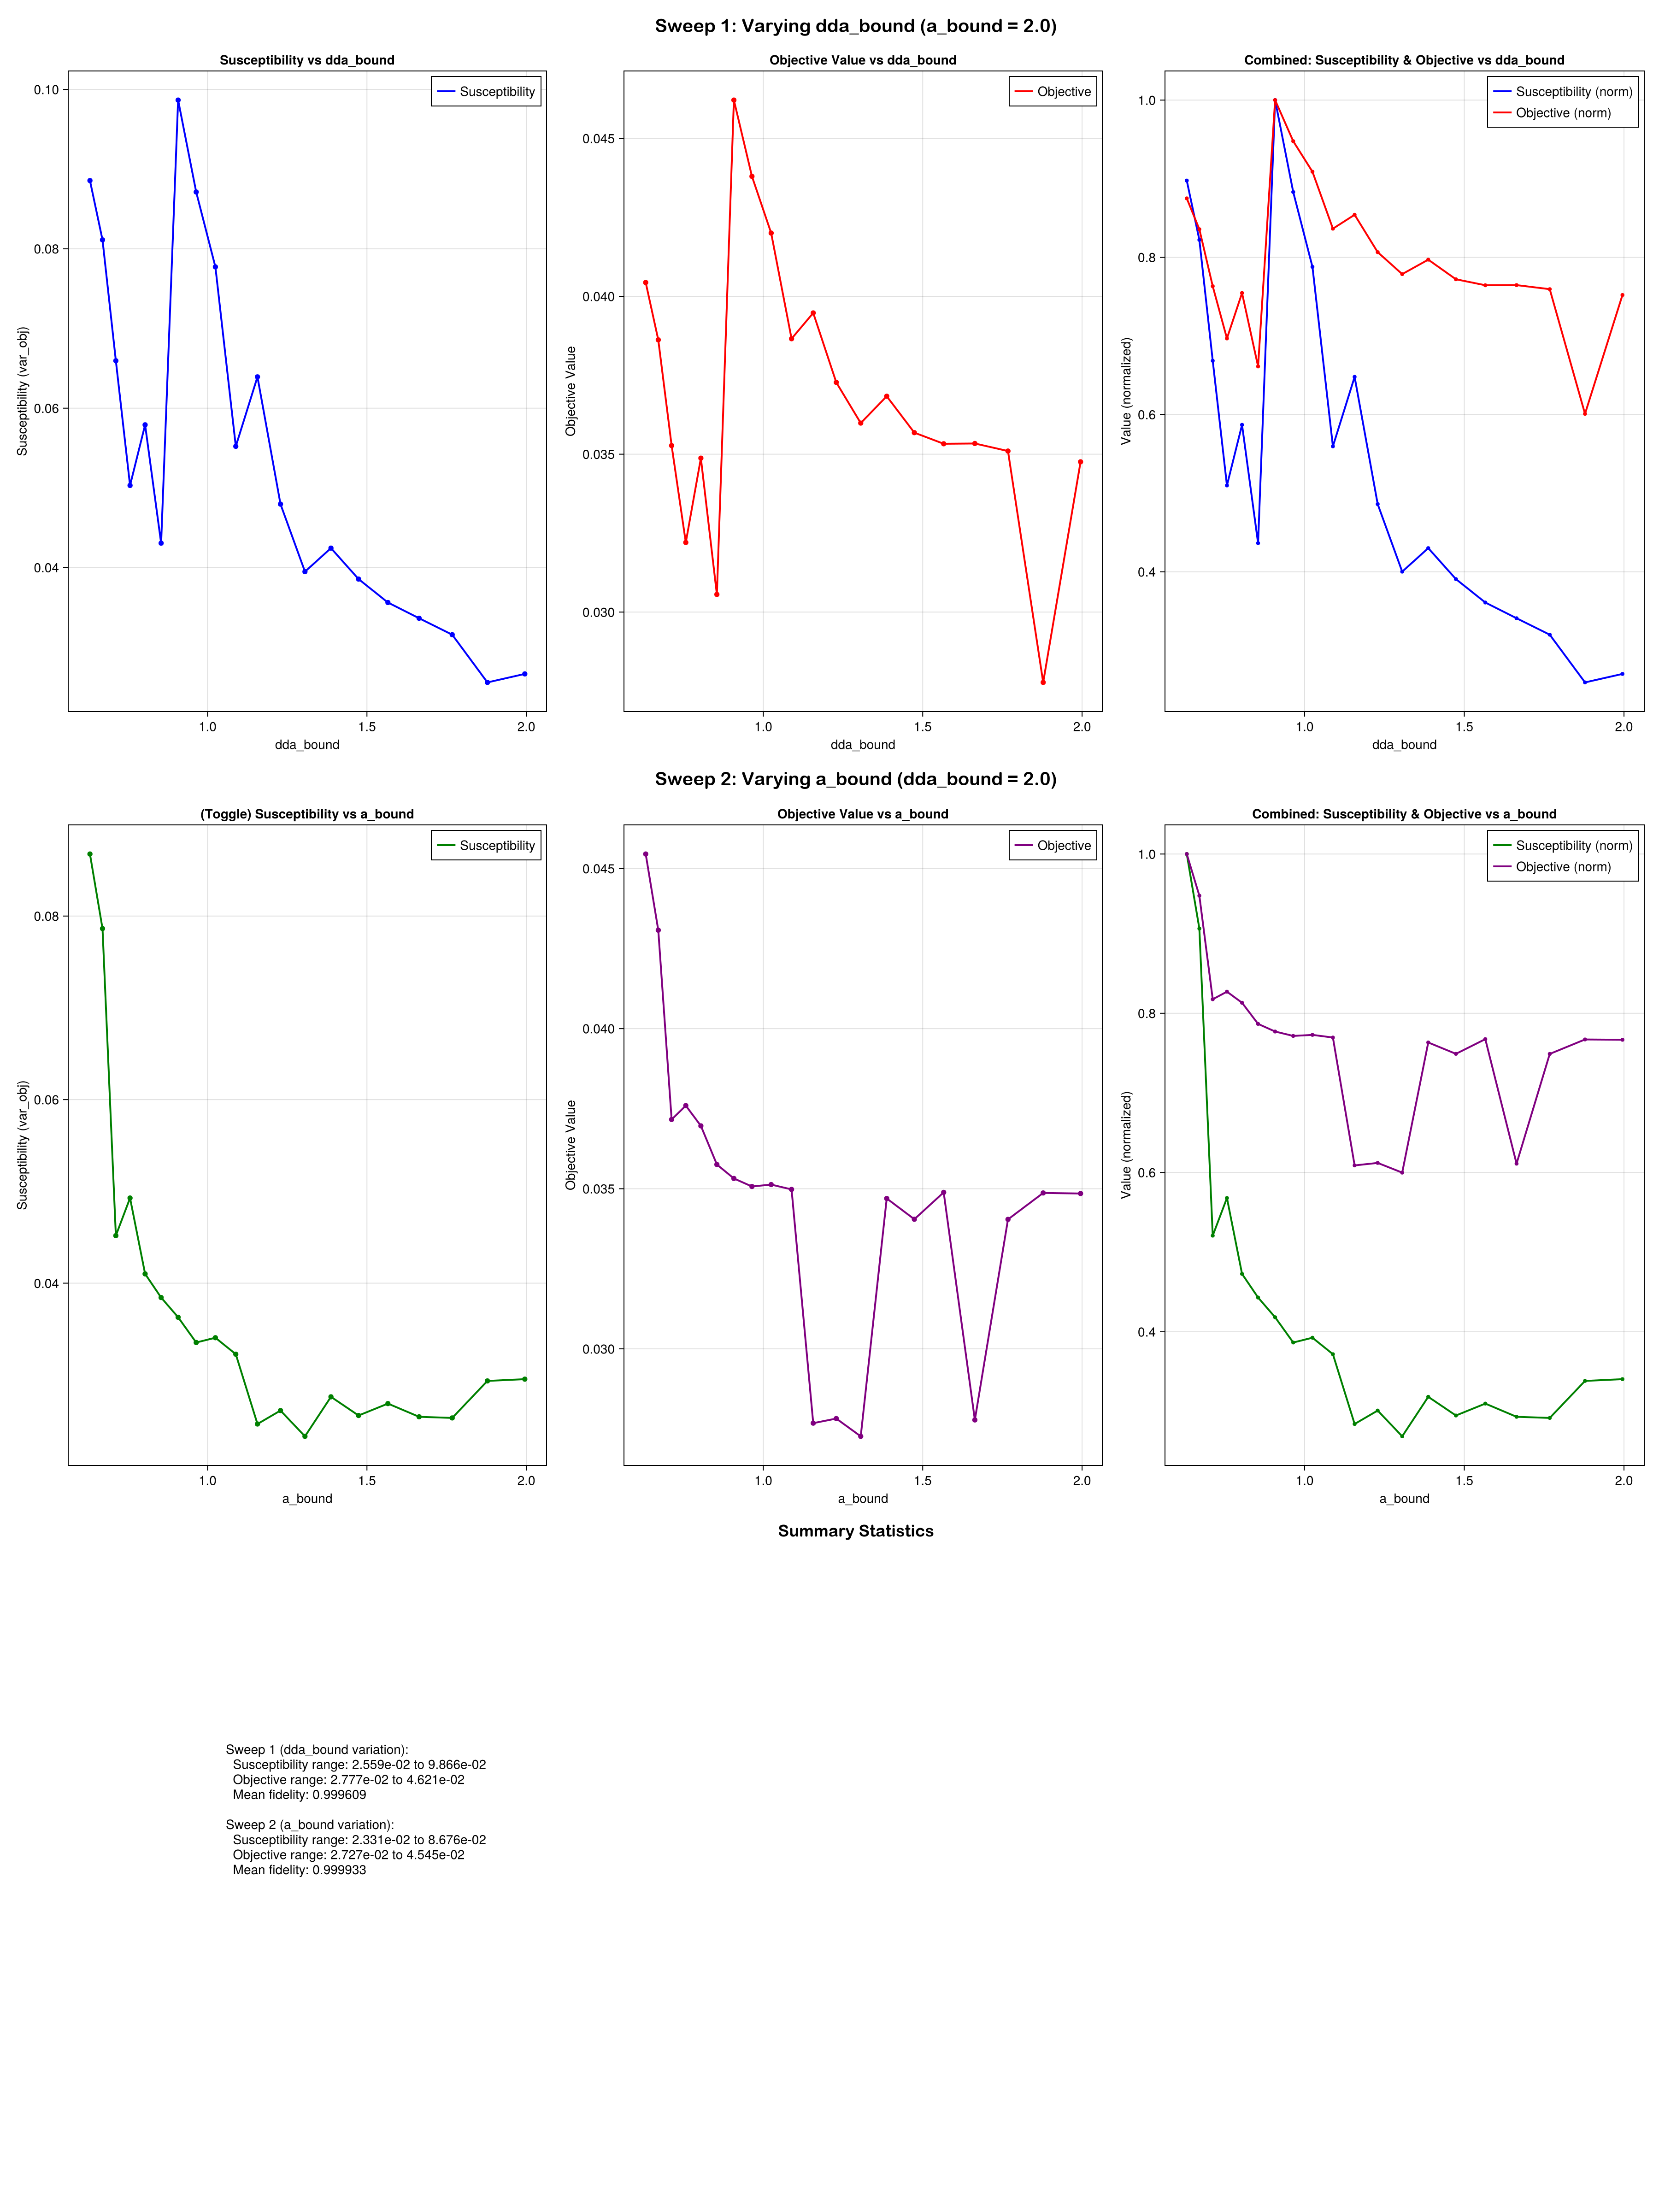 Sweep 1: Varying dda_bound (a_bound = 2.0)
Susceptibility vs dda_bound
Susceptibility
Susceptibility (var_obj)
0.10
0.08
0.06
0.04
1.0 1.5 2.0
dda_bound
Objective Value vs dda_bound
Objective
Objective Value
0.045
0.040
0.035
0.030
1.0 1.5 2.0
dda_bound
Combined: Susceptibility & Objective vs dda_bound
Susceptibility (norm)
Objective (norm)
Value (normalized)
1.0
0.8
0.6
0.4
1.0 1.5 2.0
dda_bound
Sweep 2: Varying a_bound (dda_bound = 2.0)
(Toggle) Susceptibility vs a_bound
Susceptibility
Susceptibility (var_obj)
0.08
0.06
0.04
1.0 1.5 2.0
a_bound
Objective Value vs a_bound
Objective
Objective Value
0.045
0.040
0.035
0.030
1.0 1.5 2.0
a_bound
Combined: Susceptibility & Objective vs a_bound
Susceptibility (norm)
Objective (norm)
Value (normalized)
1.0
0.8
0.6
0.4
1.0 1.5 2.0
a_bound
Summary Statistics
Sweep 1 (dda_bound variation):
Susceptibility range: 2.559e-02 to 9.866e-02
Objective range: 2.777e-02 to 4.621e-02
Mean fidelity: 0.999609
Sweep 2 (a_bound variation):
Susceptibility range: 2.331e-02 to 8.676e-02
Objective range: 2.727e-02 to 4.545e-02
Mean fidelity: 0.999933